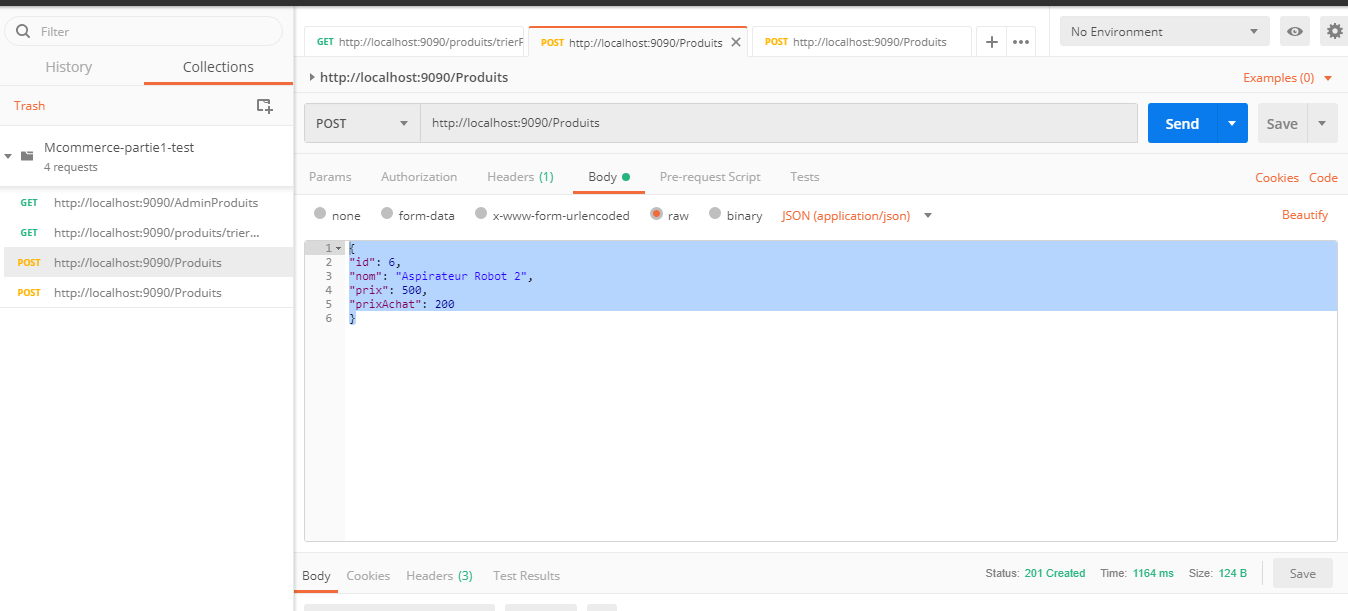 Filter
History Collections
Trash
Mcommerce-partie1-test
4 requests
GET http://localhost:9090/AdminProduits
GET http://localhost:9090/produits/trier...
POST http://localhost:9090/Produits
POST http://localhost:9090/Produits
GET http://localhost:9090/produits/trierP POST http://localhost:9090/Produits POST http://localhost:9090/Produits
No Environment
http://localhost:9090/Produits
Examples (0)
POST http://localhost:9090/Produits Send Save
Params Authorization Headers (1) Body Pre-request Script Tests Cookies Code
none form-data x-www-form-urlencoded raw binary JSON (application/json) Beautify
1 {
2 "id": 6,
3 "nom": "Aspirateur Robot 2",
4 "prix": 500,
5 "prixAchat": 200
6 }
Body Cookies Headers (3) Test Results Status: 201 Created Time: 1164 ms Size: 124 B Save